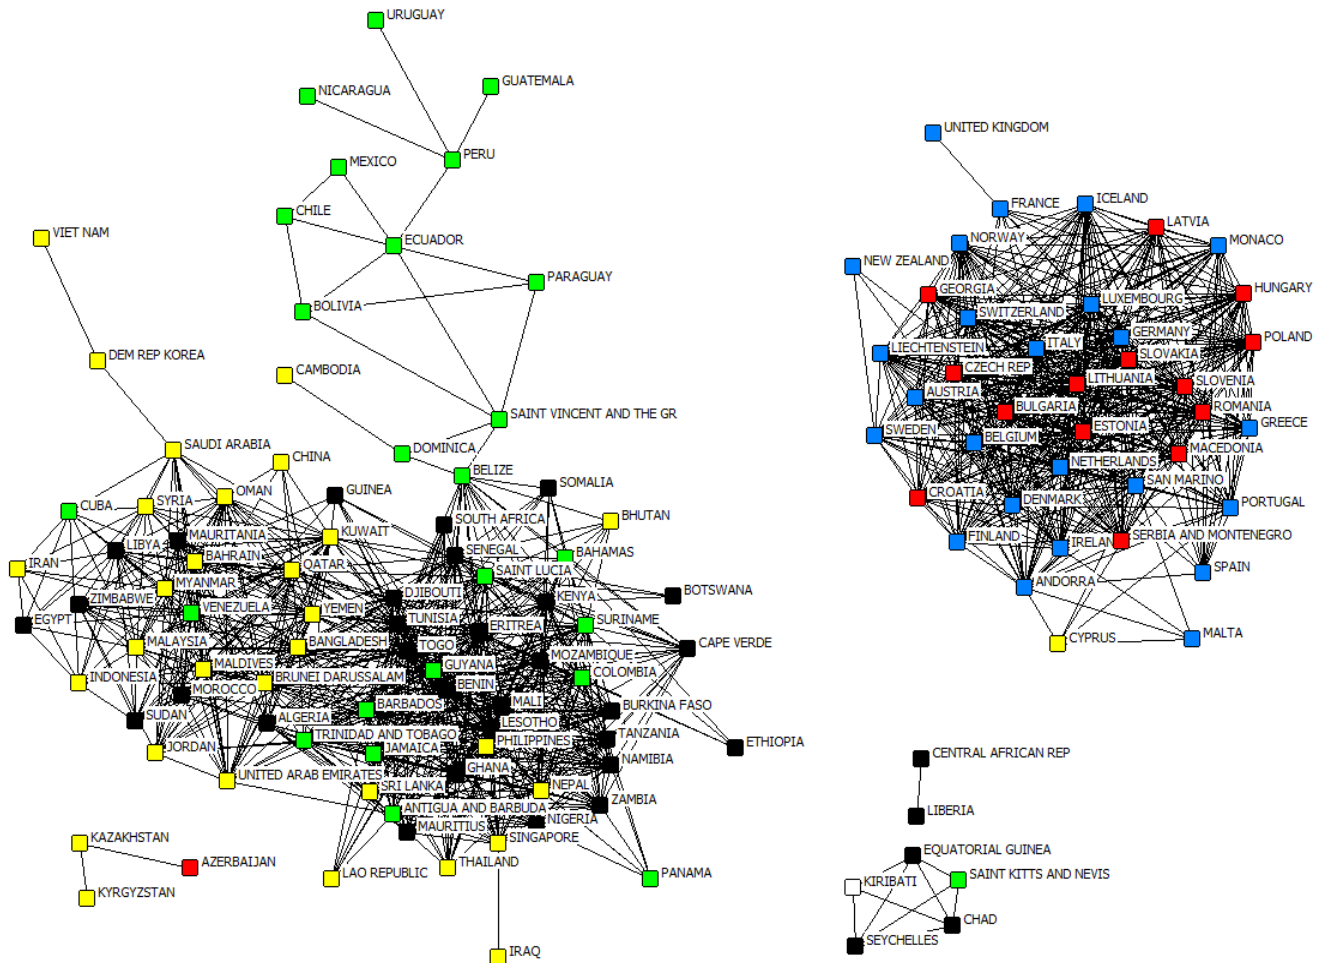 URUGUAY
GUATEMALA
NICARAGUA
PERU
MEXICO
CHILE
ECUADOR
VIET NAM
PARAGUAY
BOLIVIA
DEM REP KOREA
CAMBODIA
SAINT VINCENT AND THE GR
DOMINICA
SAUDI ARABIA
CHINA
BELIZE
GUINEA
SOMALIA
OMAN
SYRIA
CUBA
SOUTH AFRICA
BHUTAN
MAURITANIA
KUWAIT
LIBYA
SENEGAL
BAHAMAS
BAHRAIN
IRAN
QATAR
SAINT LUCIA
MYANMAR
DJIBOUTI
KENYA
BOTSWANA
ZIMBABWE
VENEZUELA
YEMEN
TUNISIA
ERITREA
SURINAME
EGYPT
MALAYSIA
BANGLADESH
TOGO
CAPE VERDE
MOZAMBIQUE
MALDIVES
GUYANA
COLOMBIA
INDONESIA
BRUNEI DARUSSALAM
BENIN
MOROCCO
MALI
BARBADOS
BURKINA FASO
SUDAN
ALGERIA
LESOTHO
TRINIDAD AND TOBAGO
TANZANIA
PHILIPPINES
ETHIOPIA
JORDAN
JAMAICA
NAMIBIA
GHANA
UNITED ARAB EMIRATES
SRI LANKA
NEPAL
ZAMBIA
ANTIGUA AND BARBUDA
NIGERIA
MAURITIUS
SINGAPORE
KAZAKHSTAN
AZERBAIJAN
THAILAND
LAO REPUBLIC
PANAMA
KYRGYZSTAN
IRAQ
UNITED KINGDOM
FRANCE
ICELAND
LATVIA
NORWAY
MONACO
NEW ZEALAND
GEORGIA
HUNGARY
LUXEMBOURG
SWITZERLAND
GERMANY
POLAND
ITALY
LIECHTENSTEIN
SLOVAKIA
CZECH REP
LITHUANIA
SLOVENIA
AUSTRIA
BULGARIA
ROMANIA
GREECE
ESTONIA
SWEDEN
BELGIUM
MACEDONIA
NETHERLANDS
SAN MARINO
CROATIA
DENMARK
PORTUGAL
FINLAND
IRELAN
SERBIA AND MONTENEGRO
SPAIN
ANDORRA
CYPRUS
MALTA
CENTRAL AFRICAN REP
LIBERIA
EQUATORIAL GUINEA
KIRIBATI
SAINT KITTS AND NEVIS
CHAD
SEYCHELLES